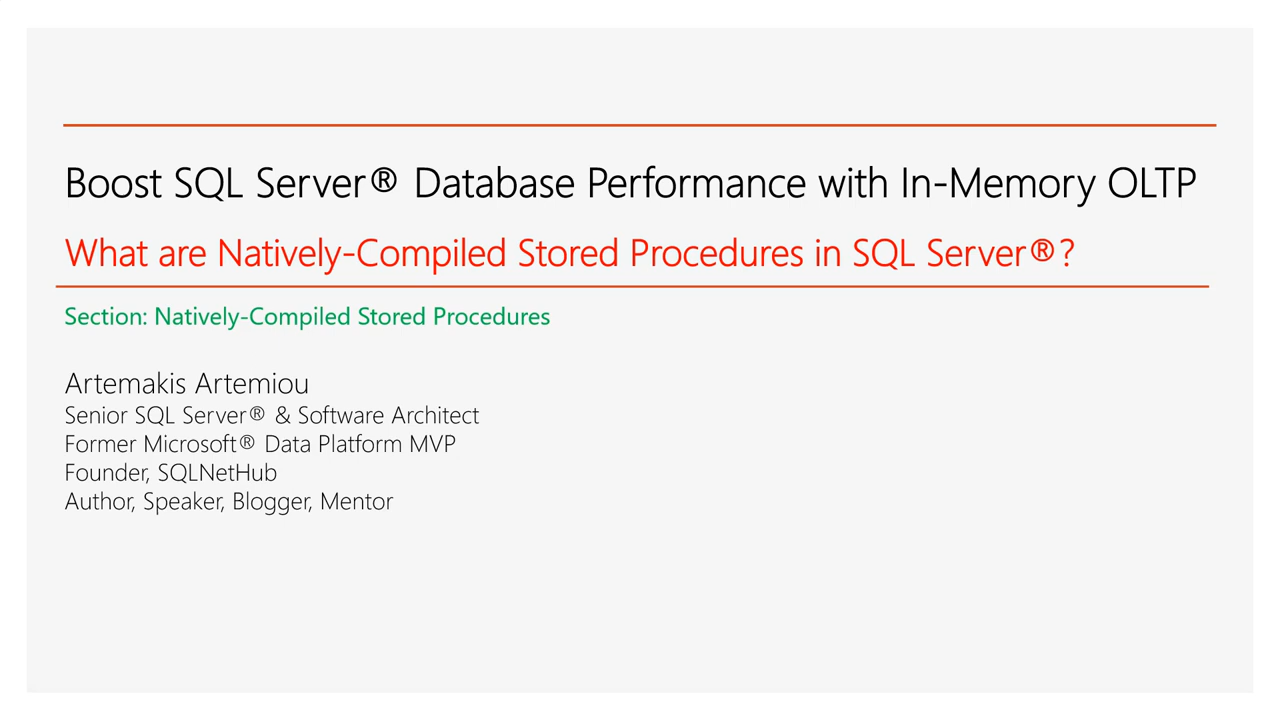 Boost SQL Server® Database Performance with In-Memory OLTP
What are Natively-Compiled Stored Procedures in SQL Server®?
Section: Natively-Compiled Stored Procedures
Artemakis Artemiou
Senior SQL Server® & Software Architect
Former Microsoft® Data Platform MVP
Founder, SQLNetHub
Author, Speaker, Blogger, Mentor